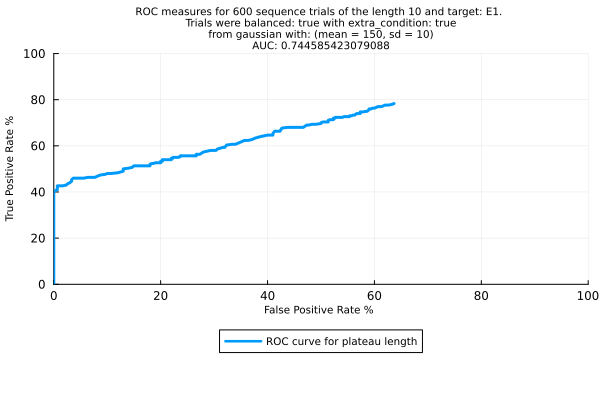 ROC measures for 600 sequence trials of the length 10 and target: E1.
Trials were balanced: true with extra_condition: true
from gaussian with: (mean = 150, sd = 10)
AUC: 0.744585423079088
100
80
60
40
20
0
True Positive Rate %
0 20 40 60 80 100
False Positive Rate %
ROC curve for plateau length